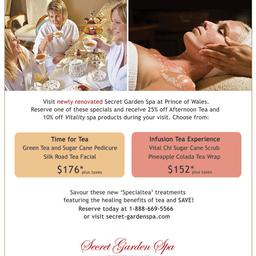 Visit newly renovated Secret Garden Spa at Prince of Wales.
Reserve one of these specials and receive 25% off Afternoon Tea and
10% off Vitality spa products during your visit. Choose from:
Time for Tea
Green Tea and Sugar Cane Pedicure
Silk Road Tea Facial
$176* plus taxes
Infusion Tea Experience
Vital Chi Sugar Cane Scrub
Pineapple Colada Tea Wrap
$152* plus taxes
Savour these new 'Specialtea' treatments
featuring the healing benefits of tea and SAVE!
Reserve today at 1-888-669-5566
or visit secret-gardenspa.com
Secret Garden Spa